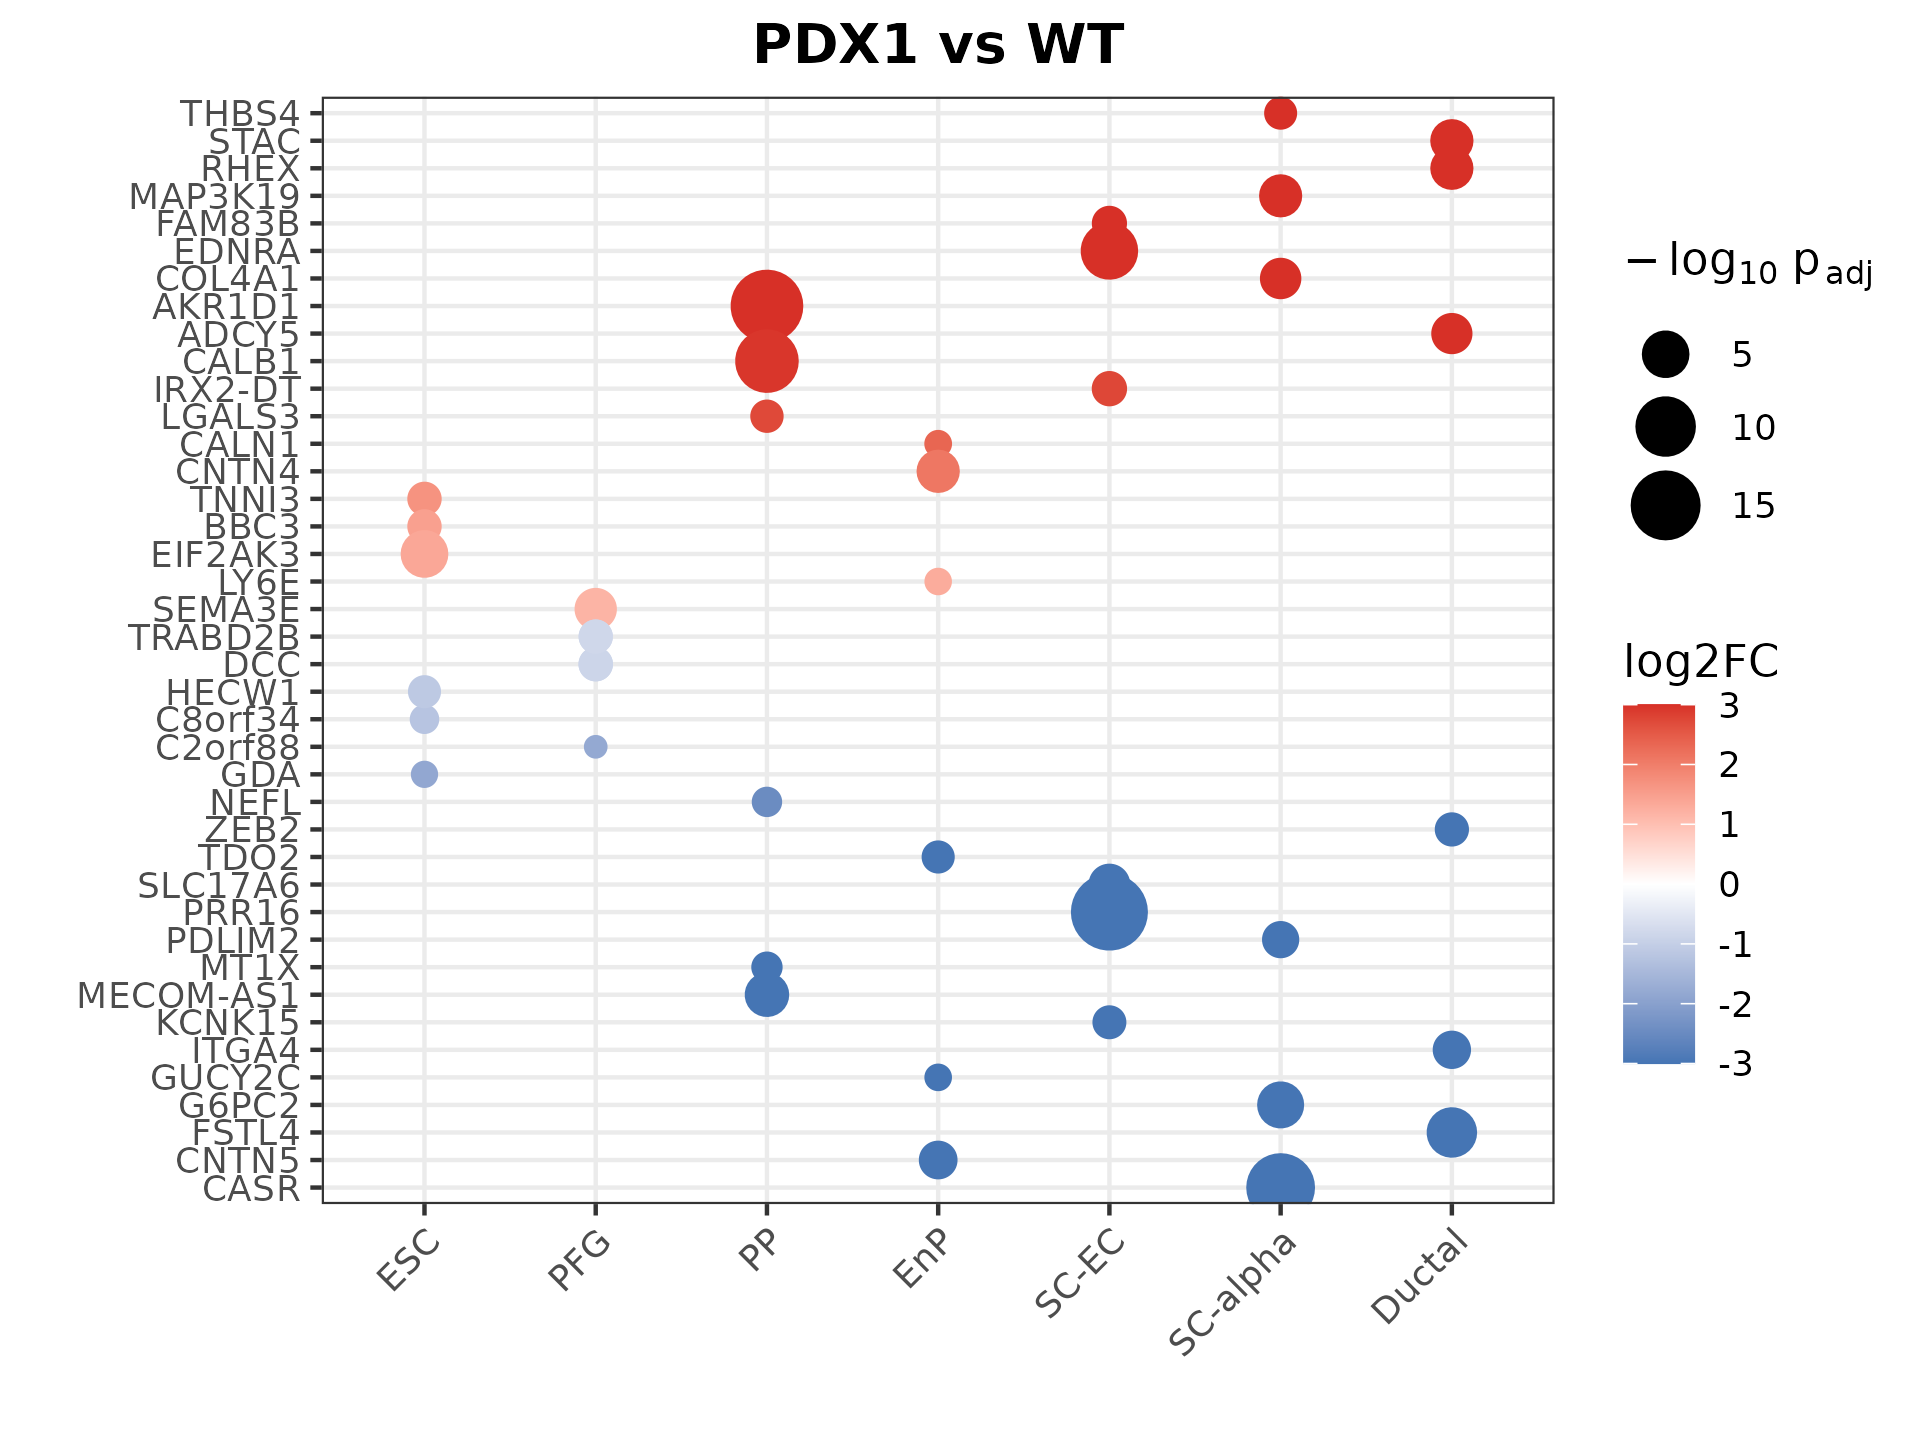 PDX1 vs WT
THBS4
STAC
RHEX
MAP3K19
FAM83B
EDNRA
COL4A1
AKR1D1
ADCY5
CALB1
IRX2-DT
LGALS3
CALN1
CNTN4
TNNI3
BBC3
EIF2AK3
LY6E
SEMA3E
TRABD2B
DCC
HECW1
C8orf34
C2orf88
GDA
NEFL
ZEB2
TDO2
SLC17A6
PRR16
PDLIM2
MT1X
MECOM-AS1
KCNK15
ITGA4
GUCY2C
G6PC2
FSTL4
CNTN5
CASR
ESC
PFG
PP
EnP
SC-EC
SC-alpha
Ductal
− log10 p adj
5
10
15
log2FC
3
2
1
0
-1
-2
-3